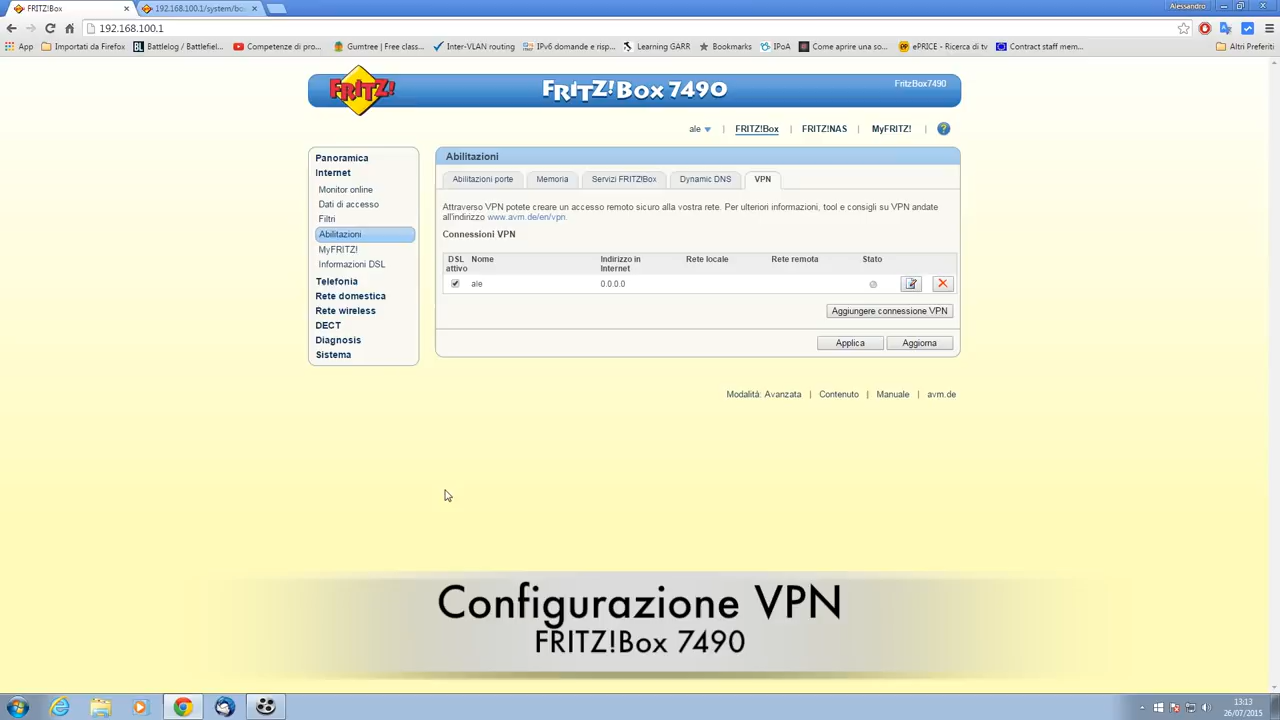 FRITZ!Box
192.168.100.1/system/bo
Alessandro
192.168.100.1
App
Importati da Firefox
Battlelog / Battlefiel...
Competenze di pro...
Gumtree | Free class...
Inter-VLAN routing
IPv6 domande e risp...
Learning GARR
Bookmarks
IPoA
Come aprire una so...
ePRICE - Ricerca di tv
Contract staff mem...
Altri Preferiti
FRITZ!
FRITZ!Box 7490
FritzBox7490
ale | FRITZ!Box | FRITZ!NAS | MyFRITZ! | ?
Panoramica
Internet
Monitor online
Dati di accesso
Filtri
Abilitazioni
MyFRITZ!
Informazioni DSL
Telefonia
Rete domestica
Rete wireless
DECT
Diagnosis
Sistema
Abilitazioni
Abilitazioni porte
Memoria
Servizi FRITZ!Box
Dynamic DNS
VPN
Attraverso VPN potete creare un accesso remoto sicuro alla vostra rete. Per ulteriori informazioni, tool e consigli su VPN andate
all'indirizzo www.avm.de/en/vpn.
Connessioni VPN
DSL attivo
Nome
Indirizzo in Internet
Rete locale
Rete remota
Stato
ale
0.0.0.0
Aggiungere connessione VPN
Applica
Aggiorna
Modalità: Avanzata | Contenuto | Manuale | avm.de
Configurazione VPN
FRITZ!Box 7490
13:13
26/07/2015